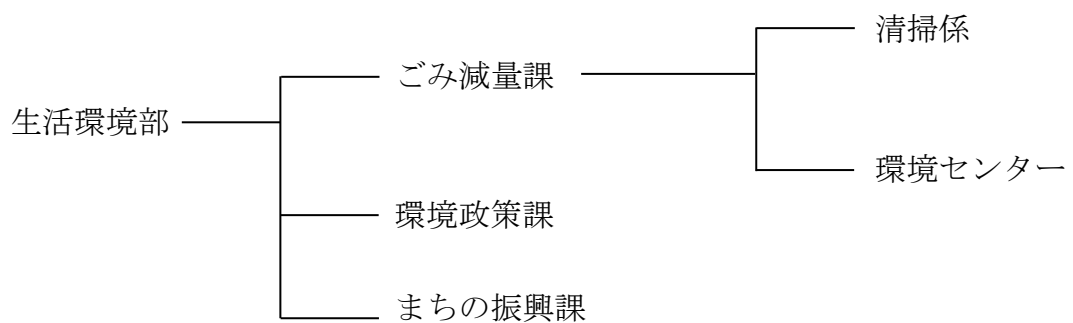 生活環境部
ごみ減量課
清掃係
環境センター
環境政策課
まちの振興課